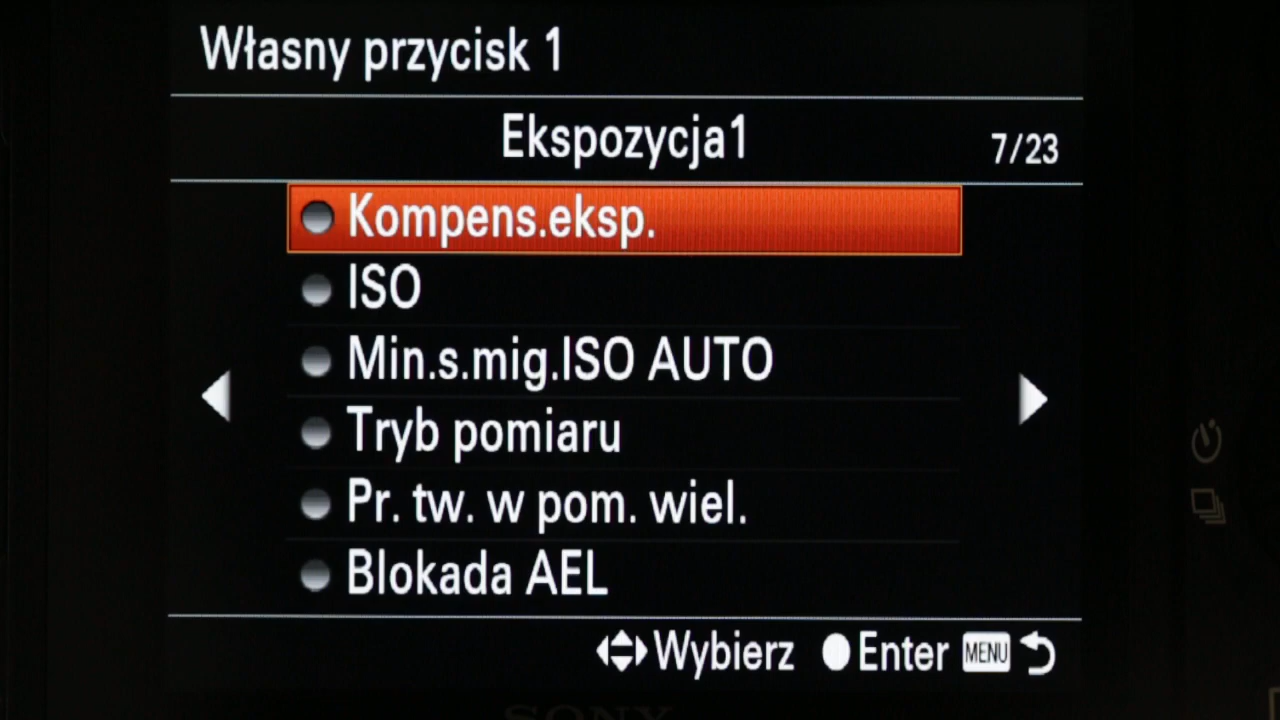 Własny przycisk 1
Ekspozycja1
7/23
Kompens.eksp.
ISO
Min.s.mig.ISO AUTO
Tryb pomiaru
Pr. tw. w pom. wiel.
Blokada AEL
Wybierz Enter MENU
SONY